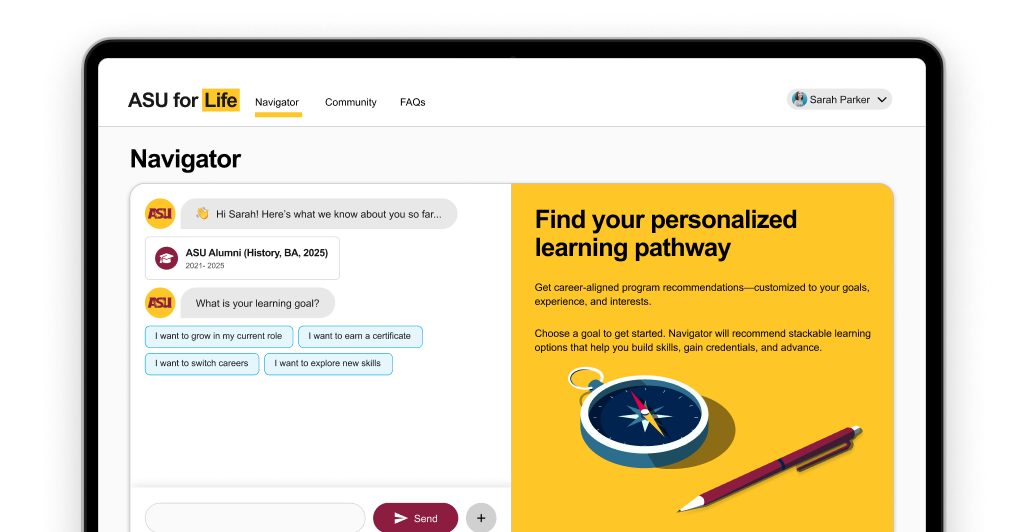 ASU for Life
Navigator
Community
FAQs
Sarah Parker
Navigator
ASU
Hi Sarah! Here's what we know about you so far...
ASU Alumni (History, BA, 2025)
2021- 2025
ASU
What is your learning goal?
I want to grow in my current role
I want to earn a certificate
I want to switch careers
I want to explore new skills
Send
+
Find your personalized
learning pathway
Get career-aligned program recommendations—customized to your goals,
experience, and interests.
Choose a goal to get started. Navigator will recommend stackable learning
options that help you build skills, gain credentials, and advance.